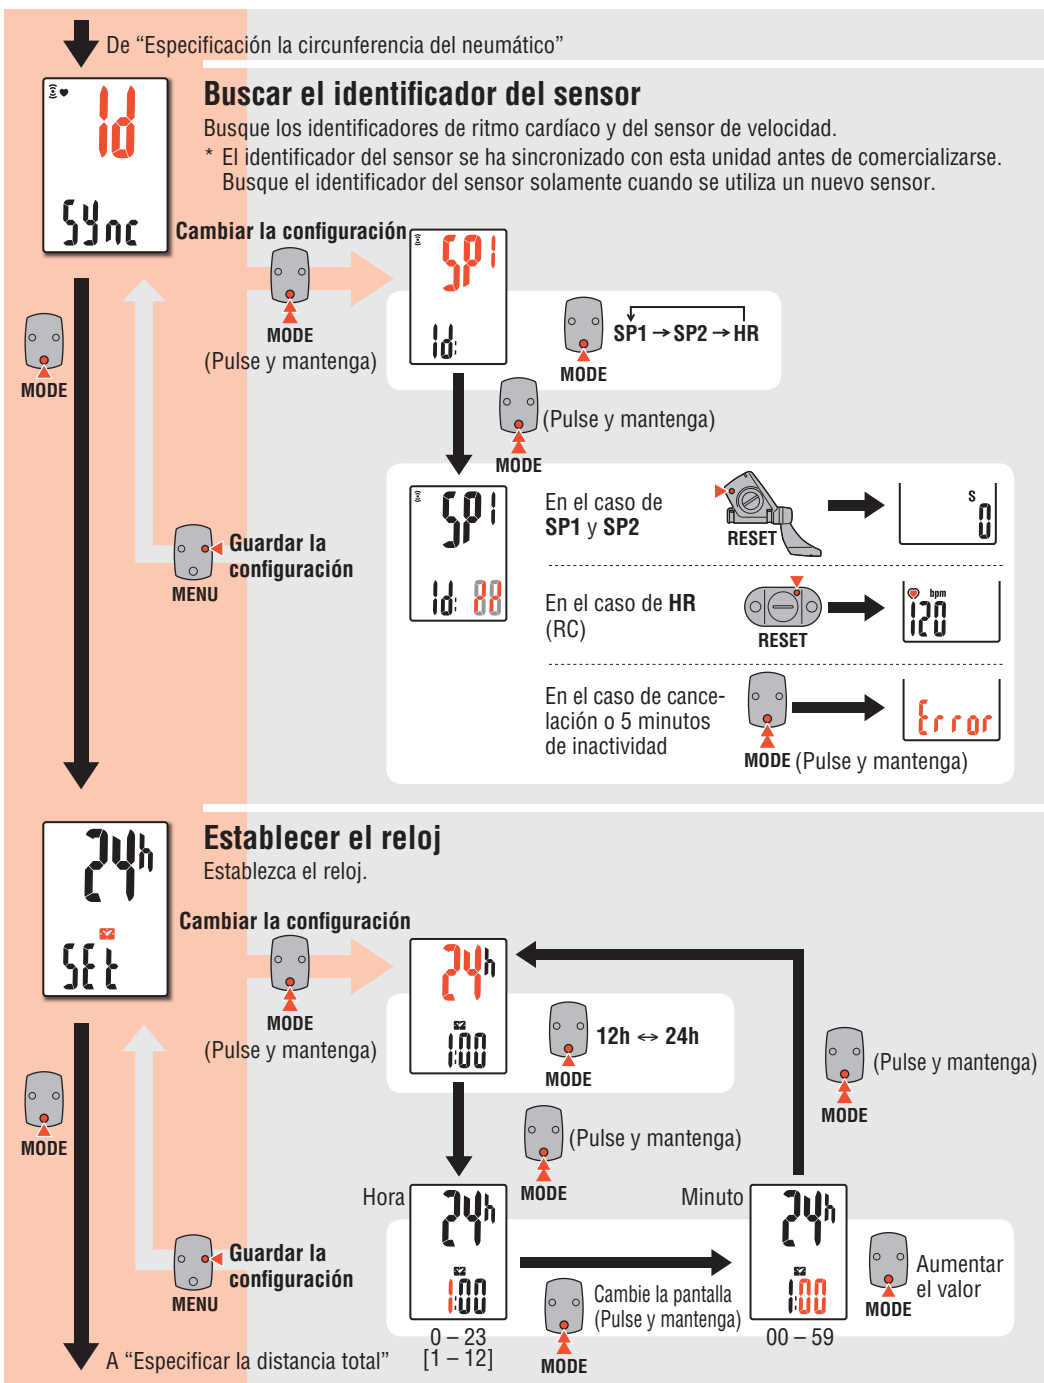 De “Especificación la circunferencia del neumático”
Id
SYnc
Buscar el identificador del sensor
Busque los identificadores de ritmo cardíaco y del sensor de velocidad.
* El identificador del sensor se ha sincronizado con esta unidad antes de comercializarse.
Busque el identificador del sensor solamente cuando se utiliza un nuevo sensor.
Cambiar la configuración
MODE
(Pulse y mantenga)
SP1
Id:
SP1 → SP2 → HR
MODE
MODE
(Pulse y mantenga)
MODE
SP1
Id:
En el caso de
SP1 y SP2
RESET
S
0
En el caso de HR
(RC)
RESET
bpm
120
En el caso de cance-
lación o 5 minutos
de inactividad
MODE (Pulse y mantenga)
Error
Guardar la
configuración
MENU
24h
SEt
Establecer el reloj
Establezca el reloj.
Cambiar la configuración
MODE
(Pulse y mantenga)
24h
1:00
12h ↔ 24h
MODE
(Pulse y mantenga)
MODE
MODE
(Pulse y mantenga)
MODE
Hora
24h
1:00
0 – 23
[1 – 12]
Cambie la pantalla
(Pulse y mantenga)
MODE
Minuto
24h
1:00
00 – 59
Aumentar
el valor
MODE
Guardar la
configuración
MENU
A “Especificar la distancia total”